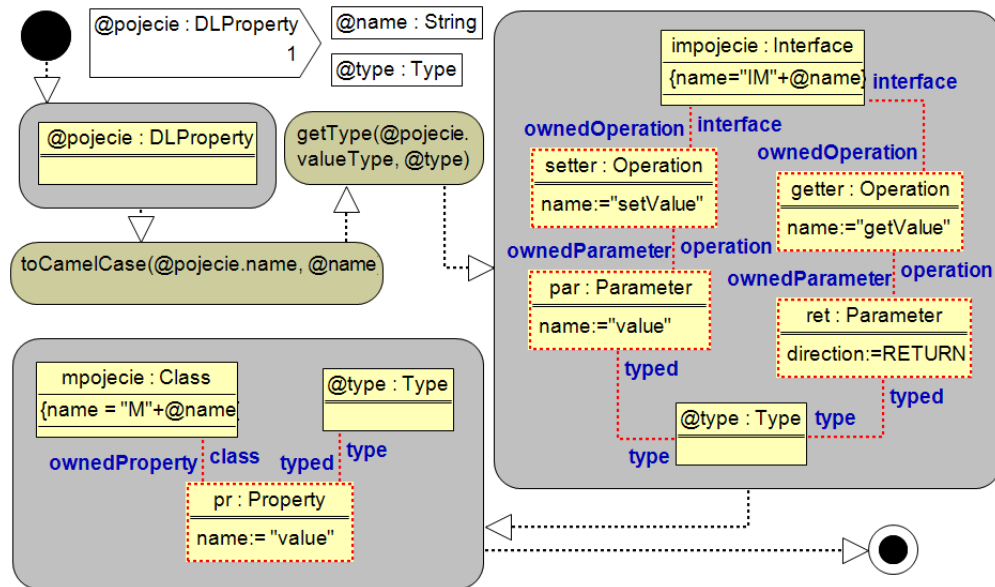 @pojecie : DLProperty
1
@name : String
@type : Type
@pojecie : DLProperty
getType(@pojecie.
valueType, @type)
toCamelCase(@pojecie.name, @name
impojecie : Interface
{name="IM"+@name}
interface
ownedOperation
interface
setter : Operation
name:="setValue"
ownedOperation
getter : Operation
name:="getValue"
ownedParameter
operation
par : Parameter
name:="value"
ownedParameter
operation
ret : Parameter
direction:=RETURN
typed
typed
@type : Type
type
type
mpojecie : Class
{name = "M"+@name}
@type : Type
ownedProperty
class
typed
type
pr : Property
name:= "value"